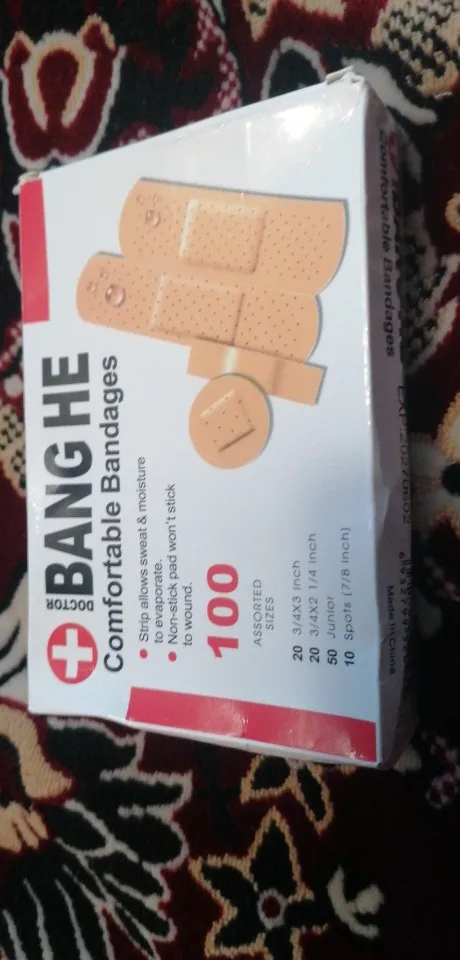 DOCTOR
BANG HE
Comfortable Bandages
• Strip allows sweat & moisture
to evaporate.
• Non-stick pad won't stick
to wound.
100
ASSORTED
SIZES
20 3/4X3 Inch
20 3/4X2 1/4 Inch
50 Junior
10 Spots (7/8 inch)
Comfortable Bandages
EXP:20270602
Made In China